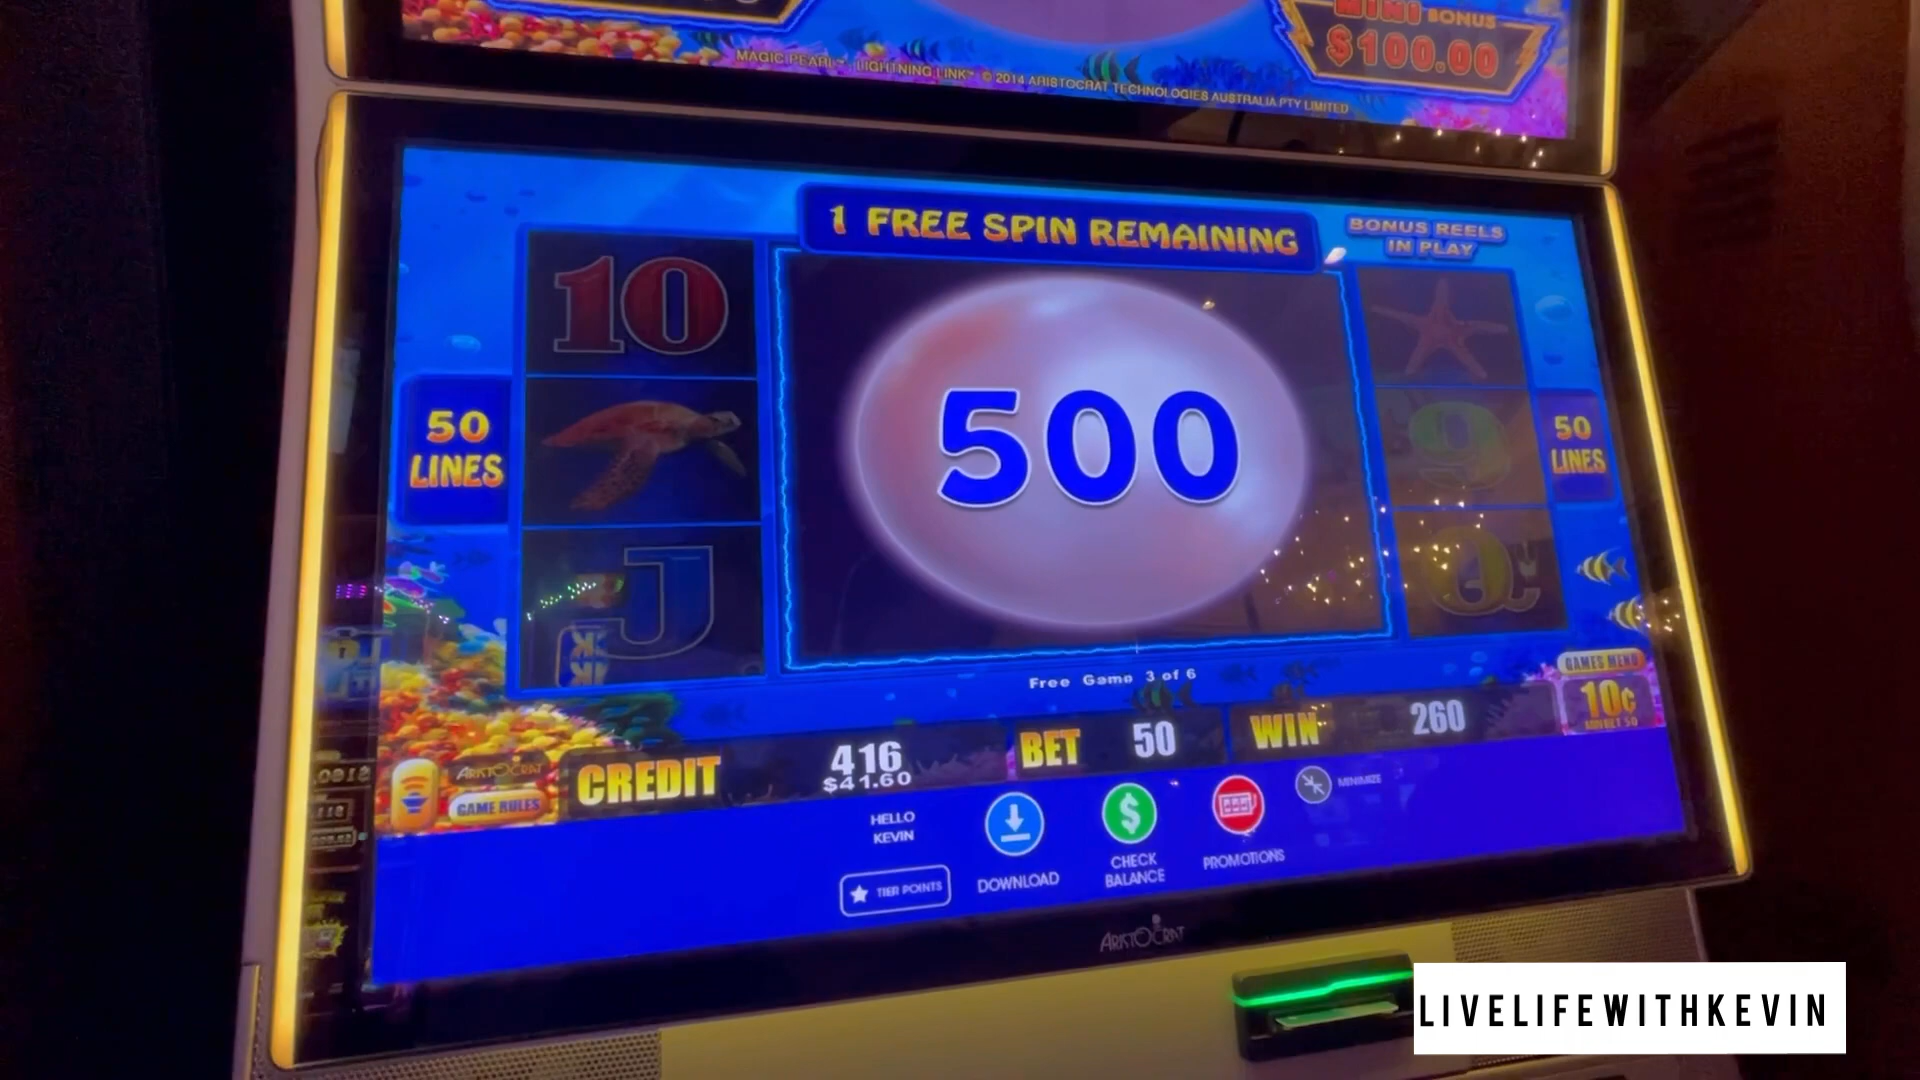 MINI BONUS
$100.00
MAGIC PEARL™, LIGHTNING LINK™ © 2014 ARISTOCRAT TECHNOLOGIES AUSTRALIA PTY LIMITED
1 FREE SPIN REMAINING
BONUS REELS
IN PLAY
10
500
9
50
LINES
50
LINES
J
Q
Free Game 3 of 6
GAMES MENU
10¢
CREDIT
416
$41.60
BET
50
WIN
260
ARISTOCRAT
GAME RULES
HELLO
KEVIN
TIER POINTS
DOWNLOAD
CHECK
BALANCE
PROMOTIONS
MINIMIZE
ARISTOCRAT
LIVELIFEWITHKEVIN